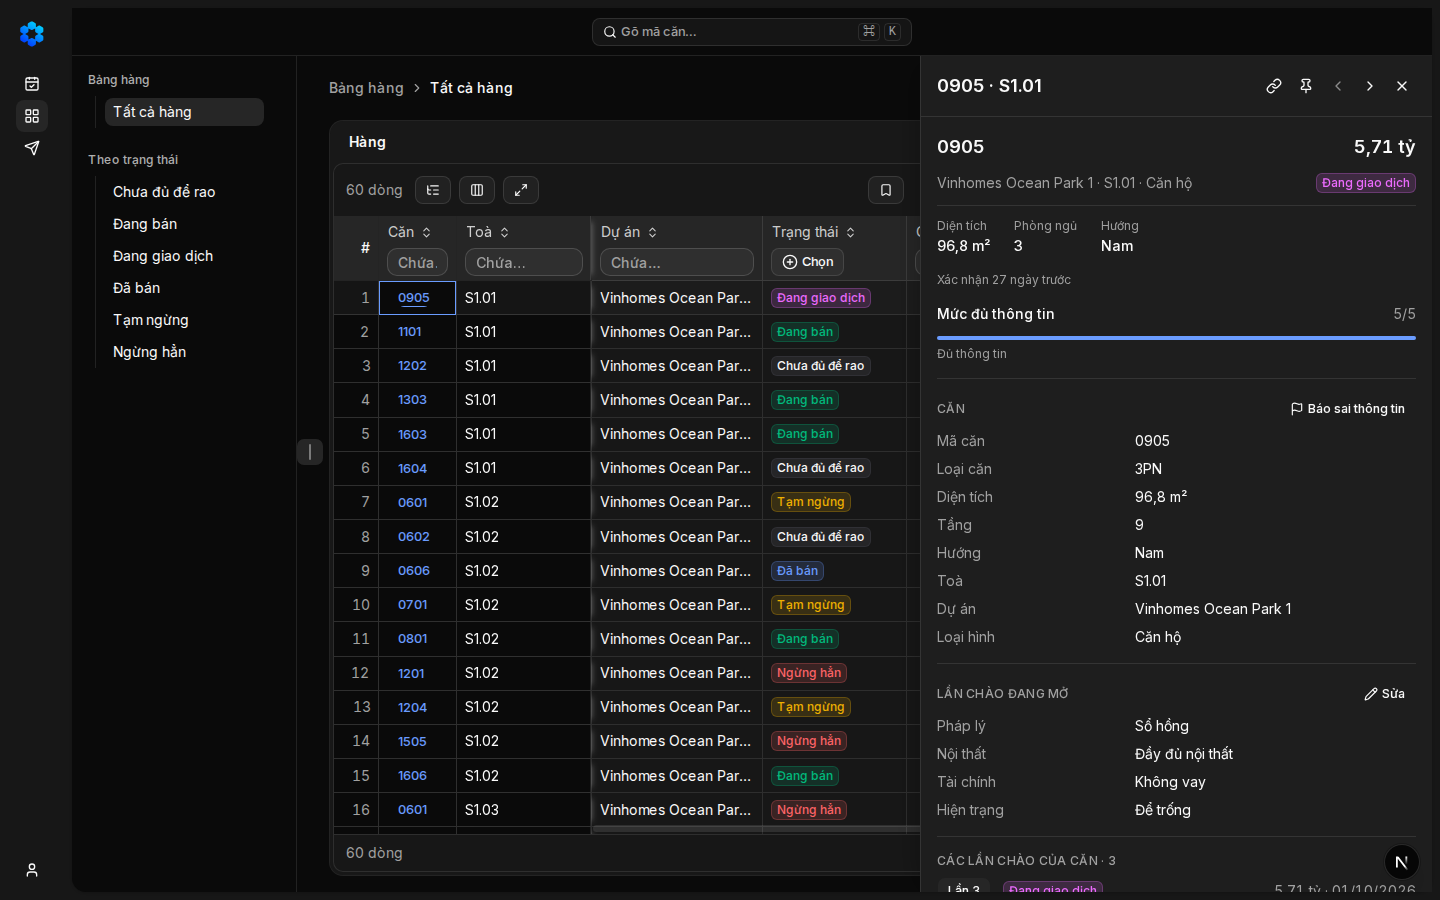 Gõ mã căn...
⌘ K
Bảng hàng
Tất cả hàng
Theo trạng thái
Chưa đủ để rao
Đang bán
Đang giao dịch
Đã bán
Tạm ngừng
Ngừng hẳn
Bảng hàng > Tất cả hàng
Hàng
60 dòng
# Căn Toà Dự án Trạng thái
Chứa. Chứa... Chứa... Chọn
1 0905 S1.01 Vinhomes Ocean Par... Đang giao dịch
2 1101 S1.01 Vinhomes Ocean Par... Đang bán
3 1202 S1.01 Vinhomes Ocean Par... Chưa đủ để rao
4 1303 S1.01 Vinhomes Ocean Par... Đang bán
5 1603 S1.01 Vinhomes Ocean Par... Đang bán
6 1604 S1.01 Vinhomes Ocean Par... Chưa đủ để rao
7 0601 S1.02 Vinhomes Ocean Par... Tạm ngừng
8 0602 S1.02 Vinhomes Ocean Par... Chưa đủ để rao
9 0606 S1.02 Vinhomes Ocean Par... Đã bán
10 0701 S1.02 Vinhomes Ocean Par... Tạm ngừng
11 0801 S1.02 Vinhomes Ocean Par... Đang bán
12 1201 S1.02 Vinhomes Ocean Par... Ngừng hẳn
13 1204 S1.02 Vinhomes Ocean Par... Tạm ngừng
14 1505 S1.02 Vinhomes Ocean Par... Ngừng hẳn
15 1606 S1.02 Vinhomes Ocean Par... Đang bán
16 0601 S1.03 Vinhomes Ocean Par... Ngừng hẳn
60 dòng
0905 · S1.01
0905 5,71 tỷ
Vinhomes Ocean Park 1 · S1.01 · Căn hộ Đang giao dịch
Diện tích Phòng ngủ Hướng
96,8 m² 3 Nam
Xác nhận 27 ngày trước
Mức đủ thông tin 5/5
Đủ thông tin
CĂN Báo sai thông tin
Mã căn 0905
Loại căn 3PN
Diện tích 96,8 m²
Tầng 9
Hướng Nam
Toà S1.01
Dự án Vinhomes Ocean Park 1
Loại hình Căn hộ
LẦN CHÀO ĐANG MỞ Sửa
Pháp lý Sổ hồng
Nội thất Đầy đủ nội thất
Tài chính Không vay
Hiện trạng Để trống
CÁC LẦN CHÀO CỦA CĂN · 3
Lần 3 Đang giao dịch 5,71 tỷ · 01/10/2026